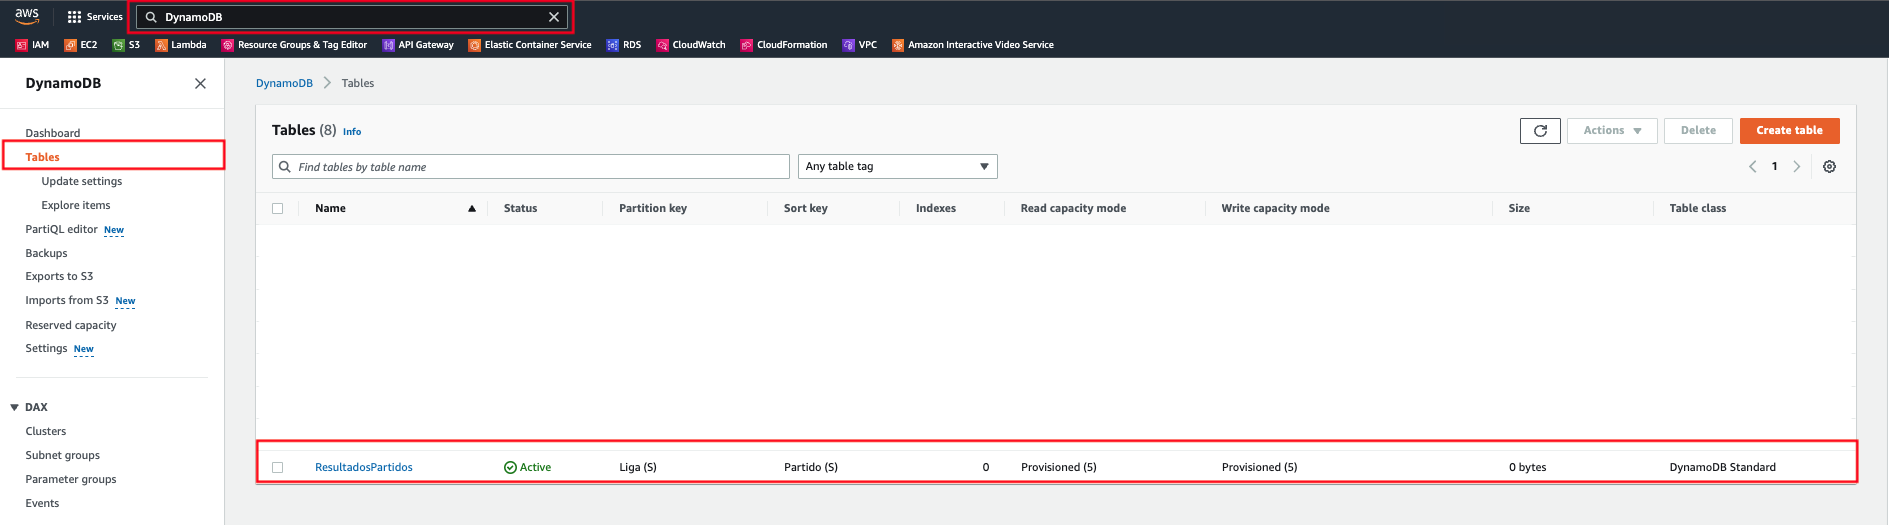 aws Services DynamoDB
IAM EC2 S3 Lambda Resource Groups & Tag Editor API Gateway Elastic Container Service RDS CloudWatch CloudFormation VPC Amazon Interactive Video Service
DynamoDB
Dashboard
Tables
Update settings
Explore items
PartiQL editor New
Backups
Exports to S3
Imports from S3 New
Reserved capacity
Settings New
DAX
Clusters
Subnet groups
Parameter groups
Events
DynamoDB Tables
Tables (8) Info
Actions Delete Create table
Find tables by table name Any table tag 1
Name Status Partition key Sort key Indexes Read capacity mode Write capacity mode Size Table class
ResultadosPartidos Active Liga (S) Partido (S) 0 Provisioned (5) Provisioned (5) 0 bytes DynamoDB Standard